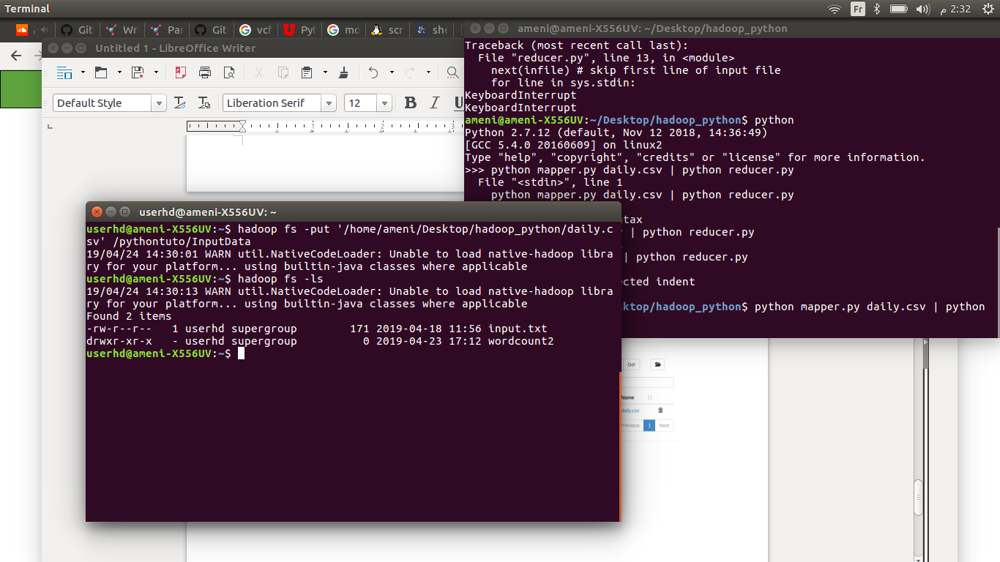 Terminal
Fr
2:32 م
Git
Wr
Par
Git
vcf
Pyt
mo
scr
she
Untitled 1 - LibreOffice Writer
Default Style
Liberation Serif
12
B I U
1 2 3
ameni@ameni-X556UV: ~/Desktop/hadoop_python
Traceback (most recent call last):
File "reducer.py", line 13, in <module>
next(infile) # skip first line of input file
for line in sys.stdin:
KeyboardInterrupt
KeyboardInterrupt
ameni@ameni-X556UV:~/Desktop/hadoop_python$ python
Python 2.7.12 (default, Nov 12 2018, 14:36:49)
[GCC 5.4.0 20160609] on linux2
Type "help", "copyright", "credits" or "license" for more information.
>>> python mapper.py daily.csv | python reducer.py
File "<stdin>", line 1
python mapper.py daily.csv | python reducer.py
tax
| python reducer.py
| python reducer.py
cted indent
ktop/hadoop_python$ python mapper.py daily.csv | python
userhd@ameni-X556UV: ~
userhd@ameni-X556UV:~$ hadoop fs -put '/home/ameni/Desktop/hadoop_python/daily.c
sv' /pythontuto/InputData
19/04/24 14:30:01 WARN util.NativeCodeLoader: Unable to load native-hadoop libra
ry for your platform... using builtin-java classes where applicable
userhd@ameni-X556UV:~$ hadoop fs -ls
19/04/24 14:30:13 WARN util.NativeCodeLoader: Unable to load native-hadoop libra
ry for your platform... using builtin-java classes where applicable
Found 2 items
-rw-r--r-- 1 userhd supergroup 171 2019-04-18 11:56 input.txt
drwxr-xr-x - userhd supergroup 0 2019-04-23 17:12 wordcount2
userhd@ameni-X556UV:~$
Go!
Name
daily.csv
Previous 1 Next